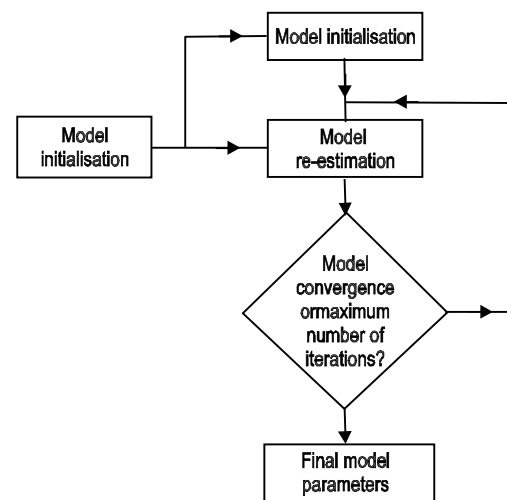 Model initialisation
Model
initialisation
Model
re-estimation
Model
convergence
ormaximum
number of
iterations?
Final model
parameters